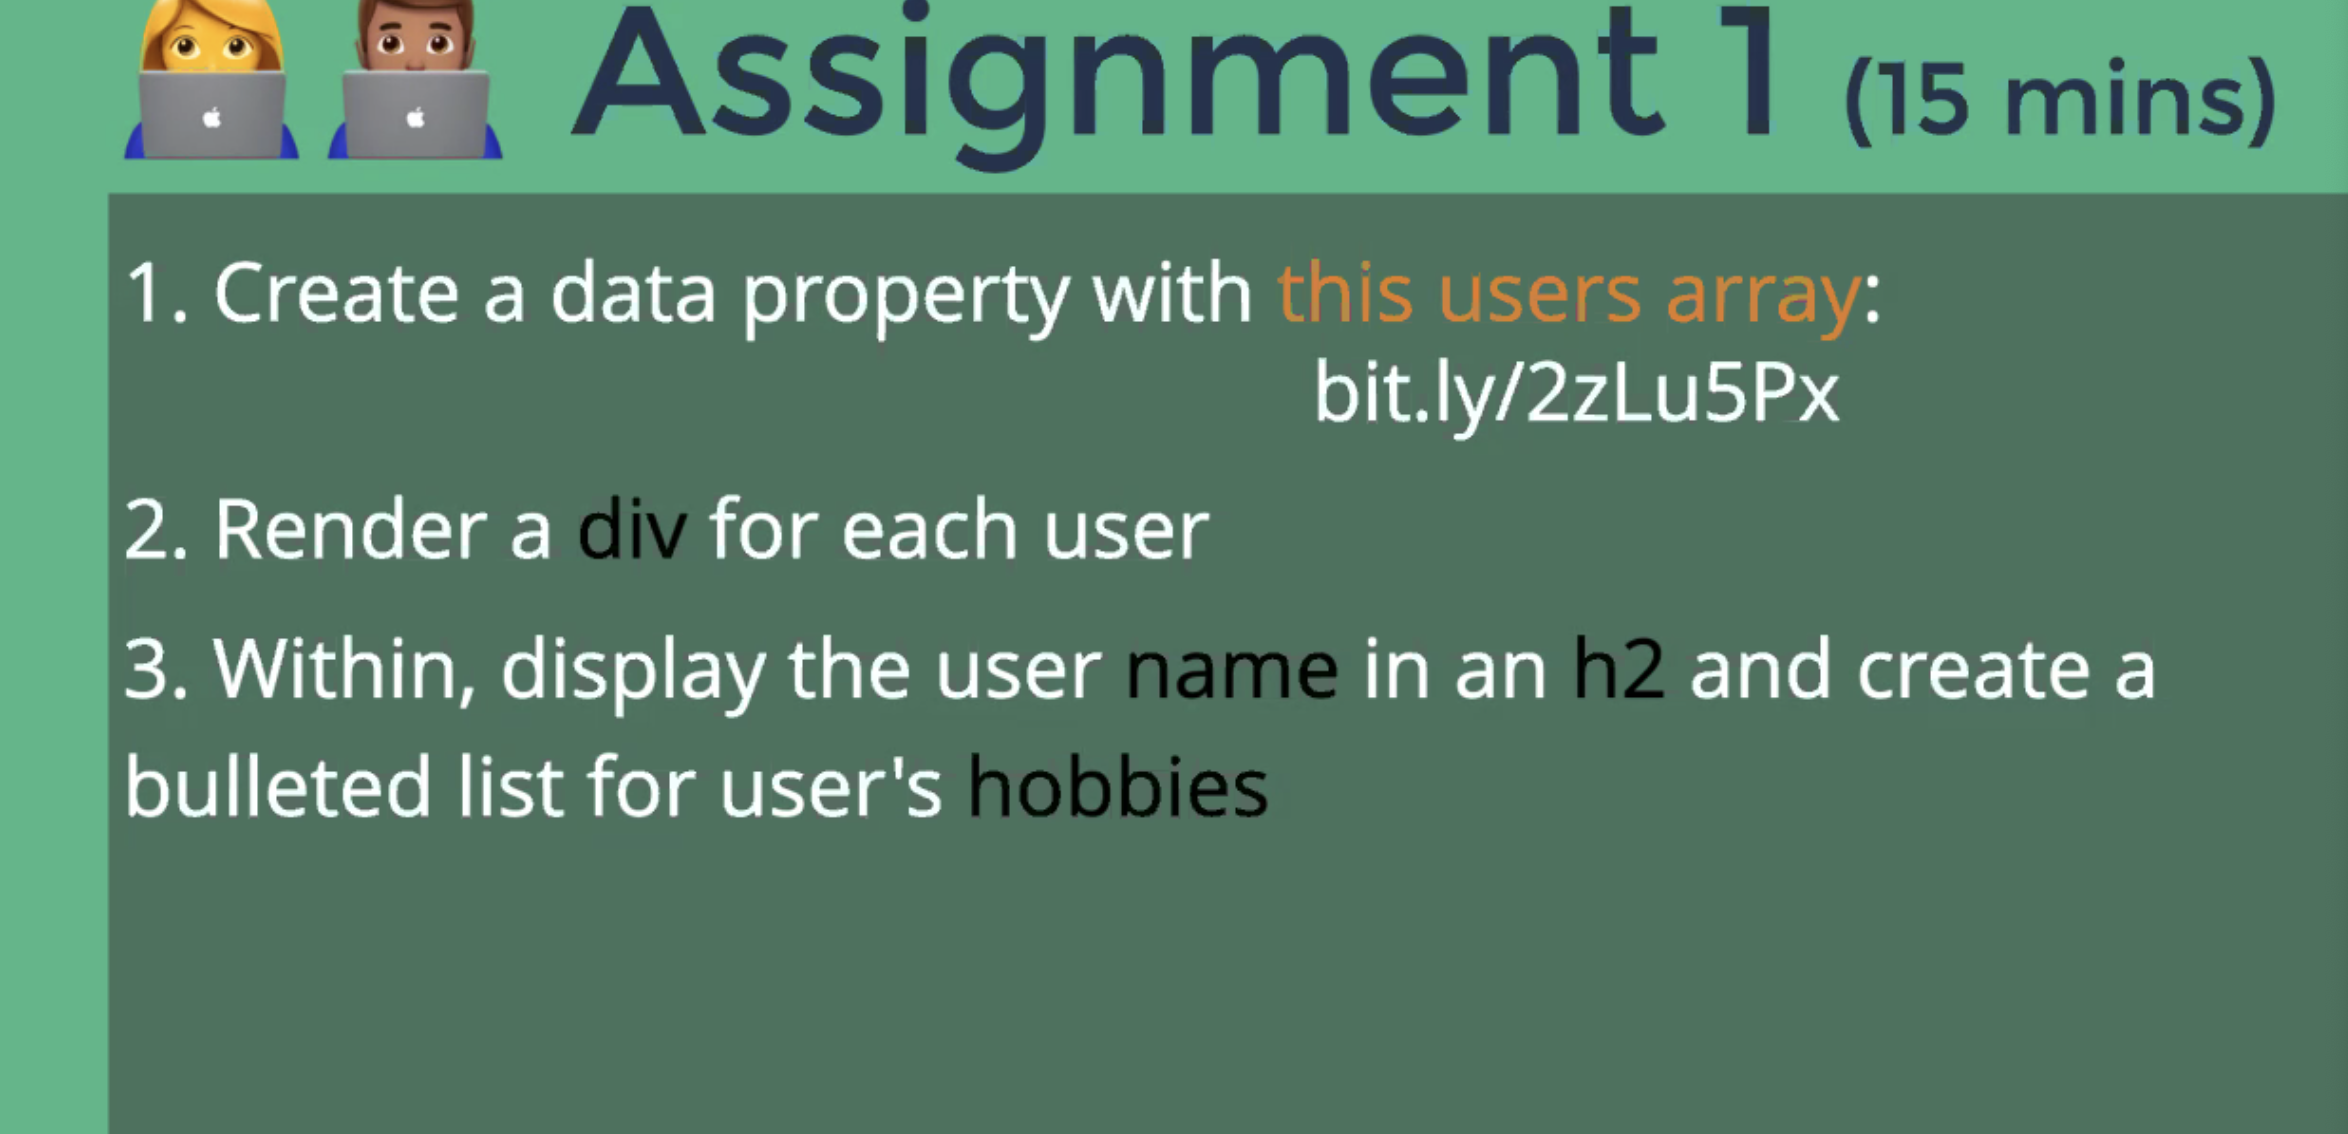 Assignment 1 (15 mins)
1. Create a data property with this users array:
bit.ly/2zLu5Px
2. Render a div for each user
3. Within, display the user name in an h2 and create a
bulleted list for user's hobbies